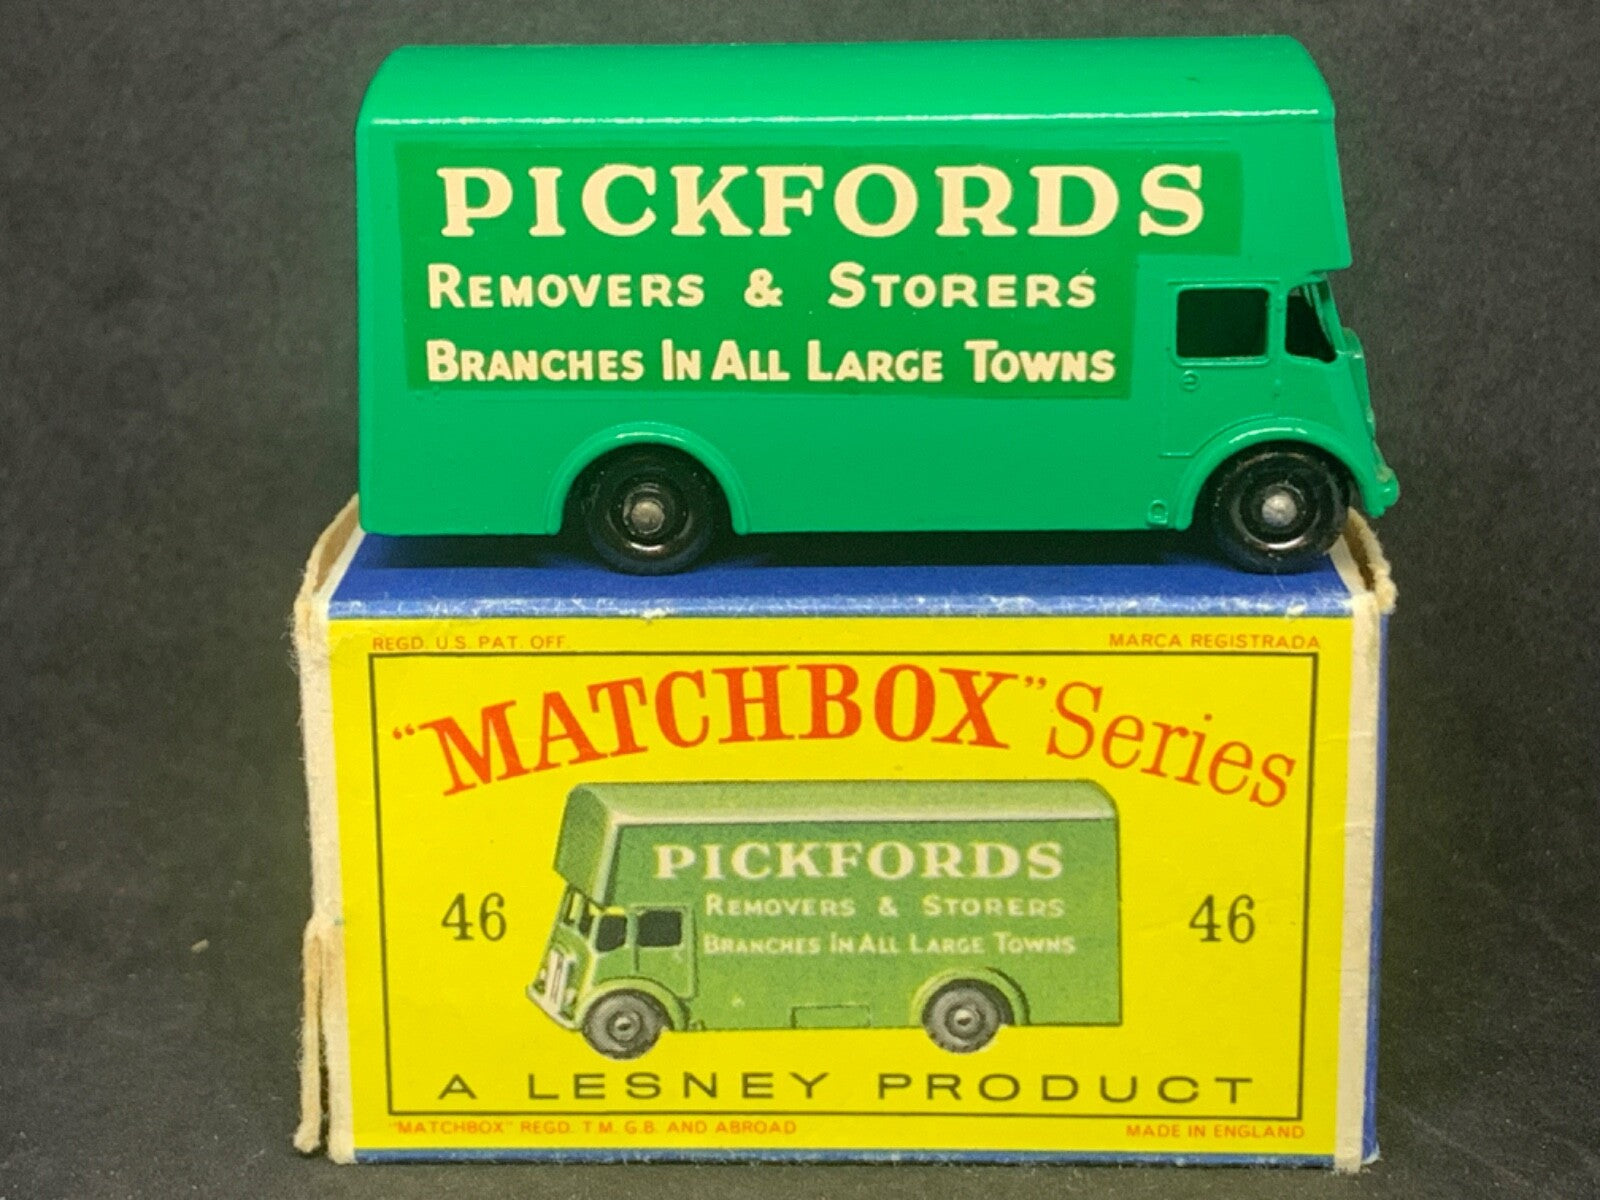 PICKFORDS
REMOVERS & STORERS
BRANCHES IN ALL LARGE TOWNS
REGD. U.S. PAT. OFF.
MARCA REGISTRADA
"MATCHBOX" Series
PICKFORDS
REMOVERS & STORERS
BRANCHES IN ALL LARGE TOWNS
46
46
A LESNEY PRODUCT
"MATCHBOX" REGD. T.M. G.B. AND ABROAD
MADE IN ENGLAND